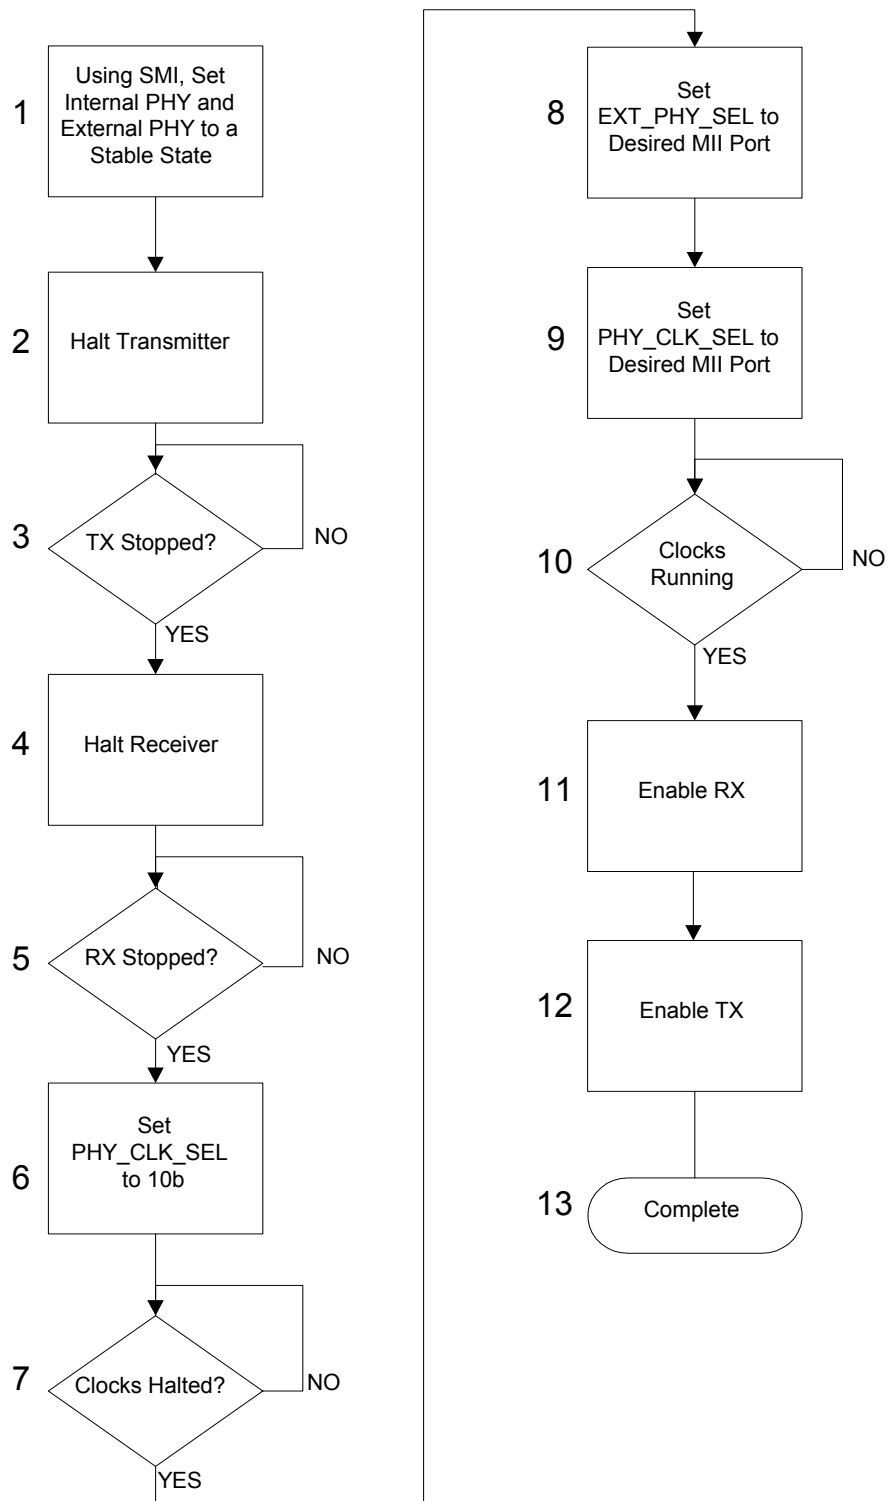 1
Using SMI, Set
Internal PHY and
External PHY to a
Stable State
2
Halt Transmitter
3
TX Stopped?
NO
YES
4
Halt Receiver
5
RX Stopped?
NO
YES
6
Set
PHY_CLK_SEL
to 10b
7
Clocks Halted?
NO
YES
8
Set
EXT_PHY_SEL to
Desired MII Port
9
Set
PHY_CLK_SEL to
Desired MII Port
10
Clocks
Running
NO
YES
11
Enable RX
12
Enable TX
13
Complete